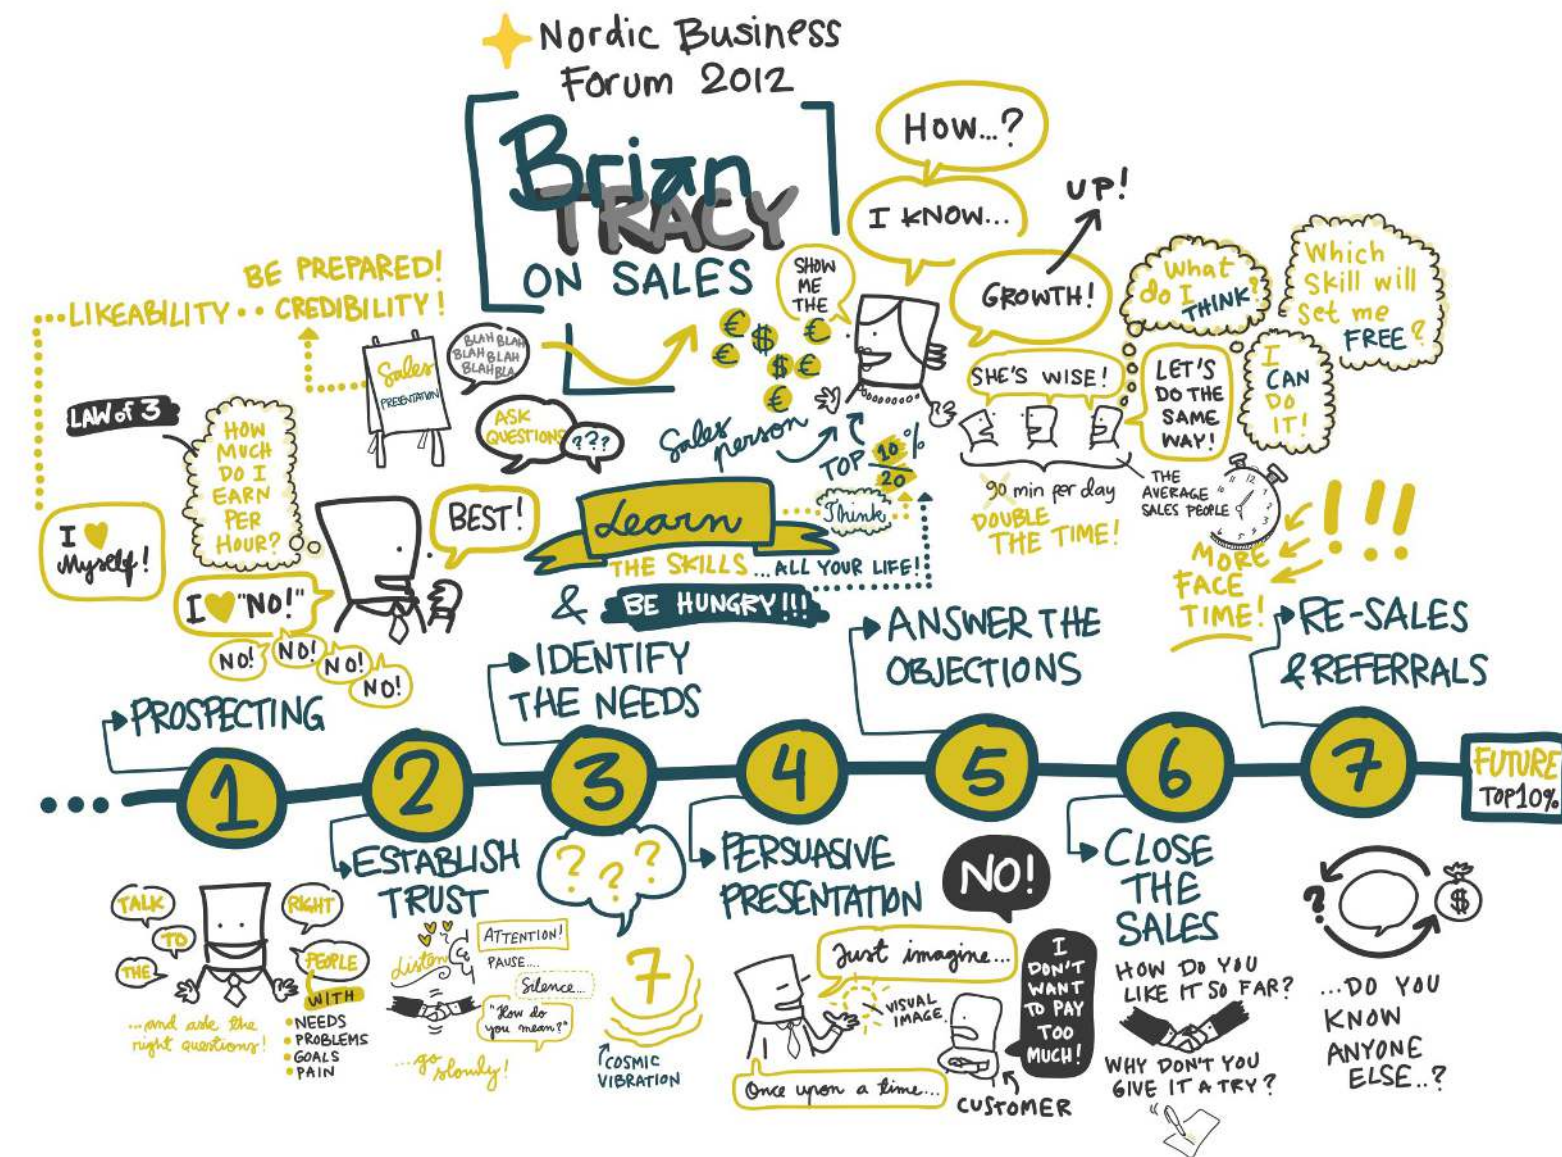 Nordic Business
Forum 2012
Brian
TRACY
ON SALES
HOW...?
I KNOW...
UP!
GROWTH!
SHOW
ME
THE
€ $ €
€ $ € €
€
What
do I
THINK?
Which
Skill will
Set me
FREE?
I
CAN
DO
IT!
LET'S
DO THE
SAME
WAY!
SHE'S WISE!
BE PREPARED!
...LIKEABILITY.. CREDIBILITY!
Sales
PRESENTATION
BLAH BLAH
BLAH BLAH
BLAH BLA
ASK
QUESTIONS
???
Sales person
TOP 10%
20
90 min per day
DOUBLE
THE TIME!
THE
AVERAGE
SALES PEOPLE
12
MORE
FACE
TIME!
!!!
LAW of 3
HOW
MUCH
DO I
EARN
PER
HOUR?
I ♥
Myself!
BEST!
I ♥ "NO!"
NO!
NO!
NO!
NO!
Learn
Think
THE SKILLS ...ALL YOUR LIFE!
& BE HUNGRY!!!
PROSPECTING
IDENTIFY
THE NEEDS
ANSWER THE
OBJECTIONS
RE-SALES
& REFERRALS
...
1
2
3
4
5
6
7
FUTURE
TOP 10%
TALK
TO
THE
RIGHT
PEOPLE
WITH
• NEEDS
• PROBLEMS
• GOALS
• PAIN
...and ask the
right questions!
ESTABLISH
TRUST
Listen
ATTENTION!
PAUSE....
Silence...
"How do
you mean?"
...go
slowly!
???
7
COSMIC
VIBRATION
PERSUASIVE
PRESENTATION
NO!
Just imagine...
VISUAL
IMAGE
I
DON'T
WANT
TO PAY
TOO
MUCH!
Once upon a time...
CUSTOMER
CLOSE
THE
SALES
HOW DO YOU
LIKE IT SO FAR?
WHY DON'T YOU
GIVE IT A TRY?
?
$
...DO YOU
KNOW
ANYONE
ELSE..?